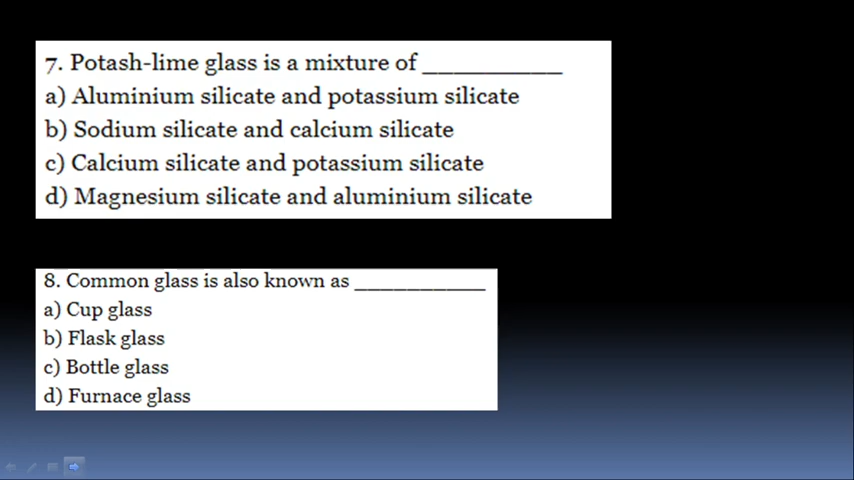 7. Potash-lime glass is a mixture of _________
a) Aluminium silicate and potassium silicate
b) Sodium silicate and calcium silicate
c) Calcium silicate and potassium silicate
d) Magnesium silicate and aluminium silicate
8. Common glass is also known as __________
a) Cup glass
b) Flask glass
c) Bottle glass
d) Furnace glass